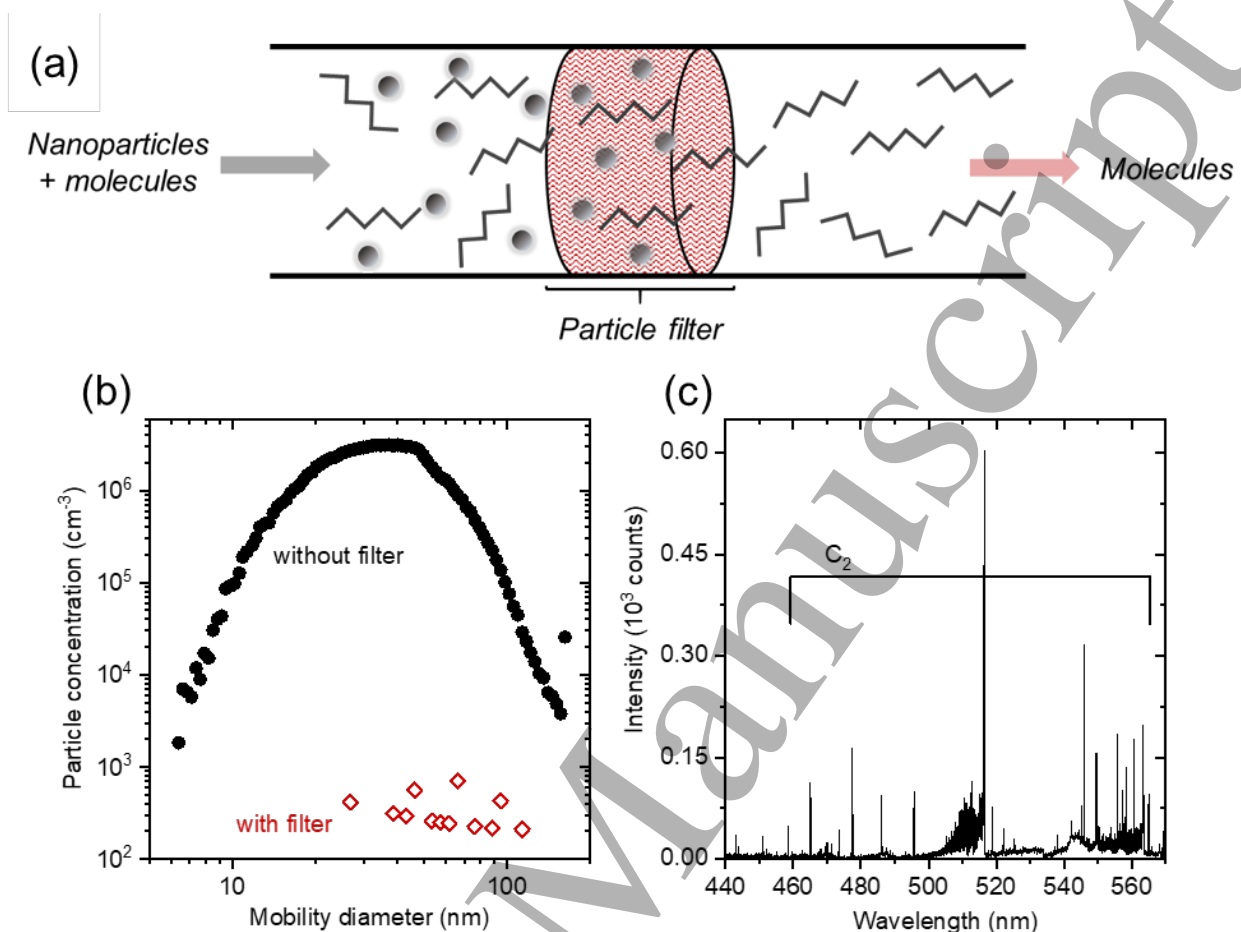 (a)
Nanoparticles
+ molecules
Molecules
Particle filter
(b)
Particle concentration (cm⁻³)
10⁶
10⁵
10⁴
10³
10²
without filter
with filter
10
100
Mobility diameter (nm)
(c)
Intensity (10³ counts)
0.60
0.45
0.30
0.15
0.00
C₂
440 460 480 500 520 540 560
Wavelength (nm)
Manuscript